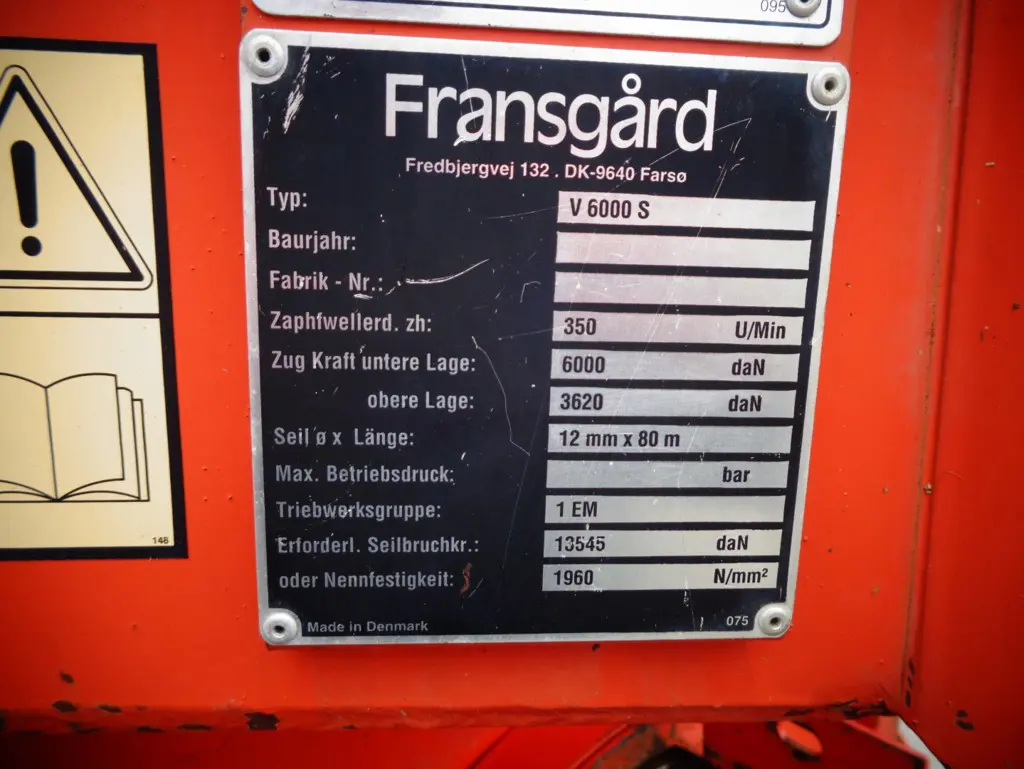 095
Fransgård
Fredbjergvej 132 . DK-9640 Farsø
Typ: V 6000 S
Baurjahr:
Fabrik - Nr.:
Zaphfwellerd. zh: 350 U/Min
Zug Kraft untere Lage: 6000 daN
obere Lage: 3620 daN
Seil ø x Länge: 12 mm x 80 m
Max. Betriebsdruck: bar
Triebwerksgruppe: 1 EM
Erforderl. Seilbruchkr.: 13545 daN
oder Nennfestigkeit: 1960 N/mm²
Made in Denmark 075
148